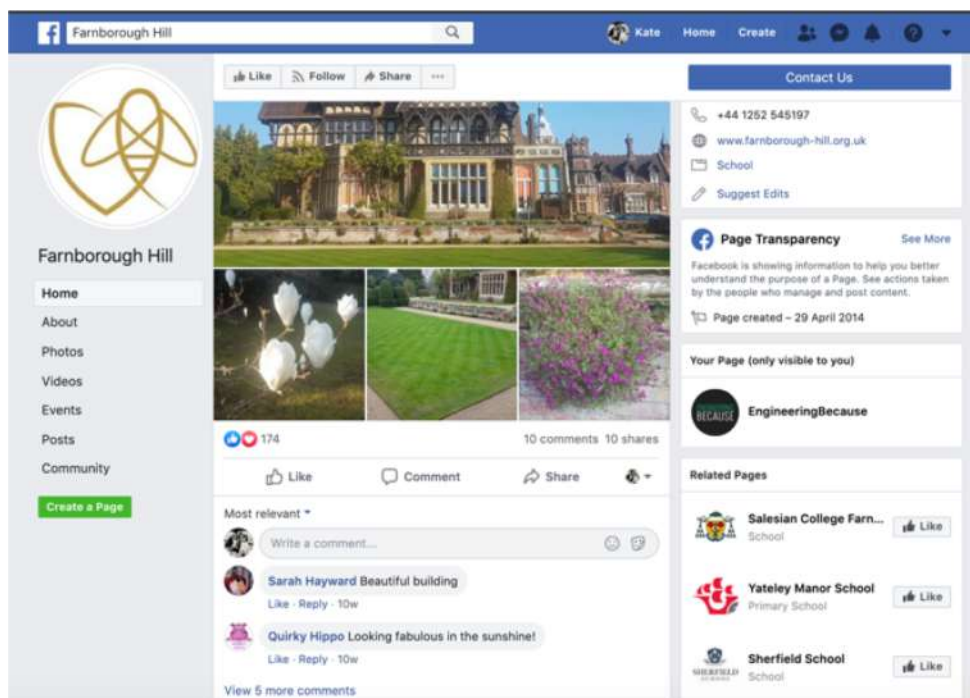 Farnborough Hill
Kate
Home
Create
Farnborough Hill
Home
About
Photos
Videos
Events
Posts
Community
Create a Page
Like
Follow
Share
174
10 comments 10 shares
Like
Comment
Share
Most relevant
Write a comment...
Sarah Hayward Beautiful building
Like · Reply · 10w
Quirky Hippo Looking fabulous in the sunshine!
Like · Reply · 10w
View 5 more comments
Contact Us
+44 1252 545197
www.farnborough-hill.org.uk
School
Suggest Edits
Page Transparency
See More
Facebook is showing information to help you better
understand the purpose of a Page. See actions taken
by the people who manage and post content.
Page created – 29 April 2014
Your Page (only visible to you)
BECAUSE
EngineeringBecause
Related Pages
Salesian College Farn...
School
Like
Yateley Manor School
Primary School
Like
SHERFIELD
Sherfield School
School
Like